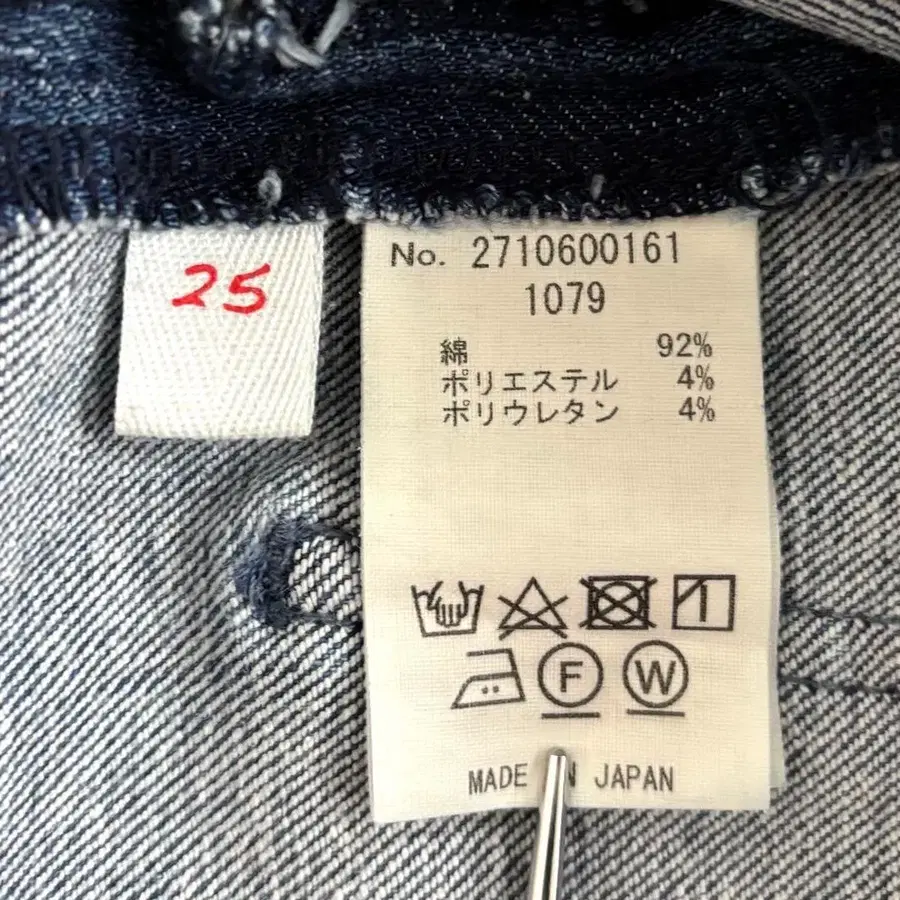 25
No. 2710600161
1079
綿 92%
ポリエステル 4%
ポリウレタン 4%
F W
MADE IN JAPAN